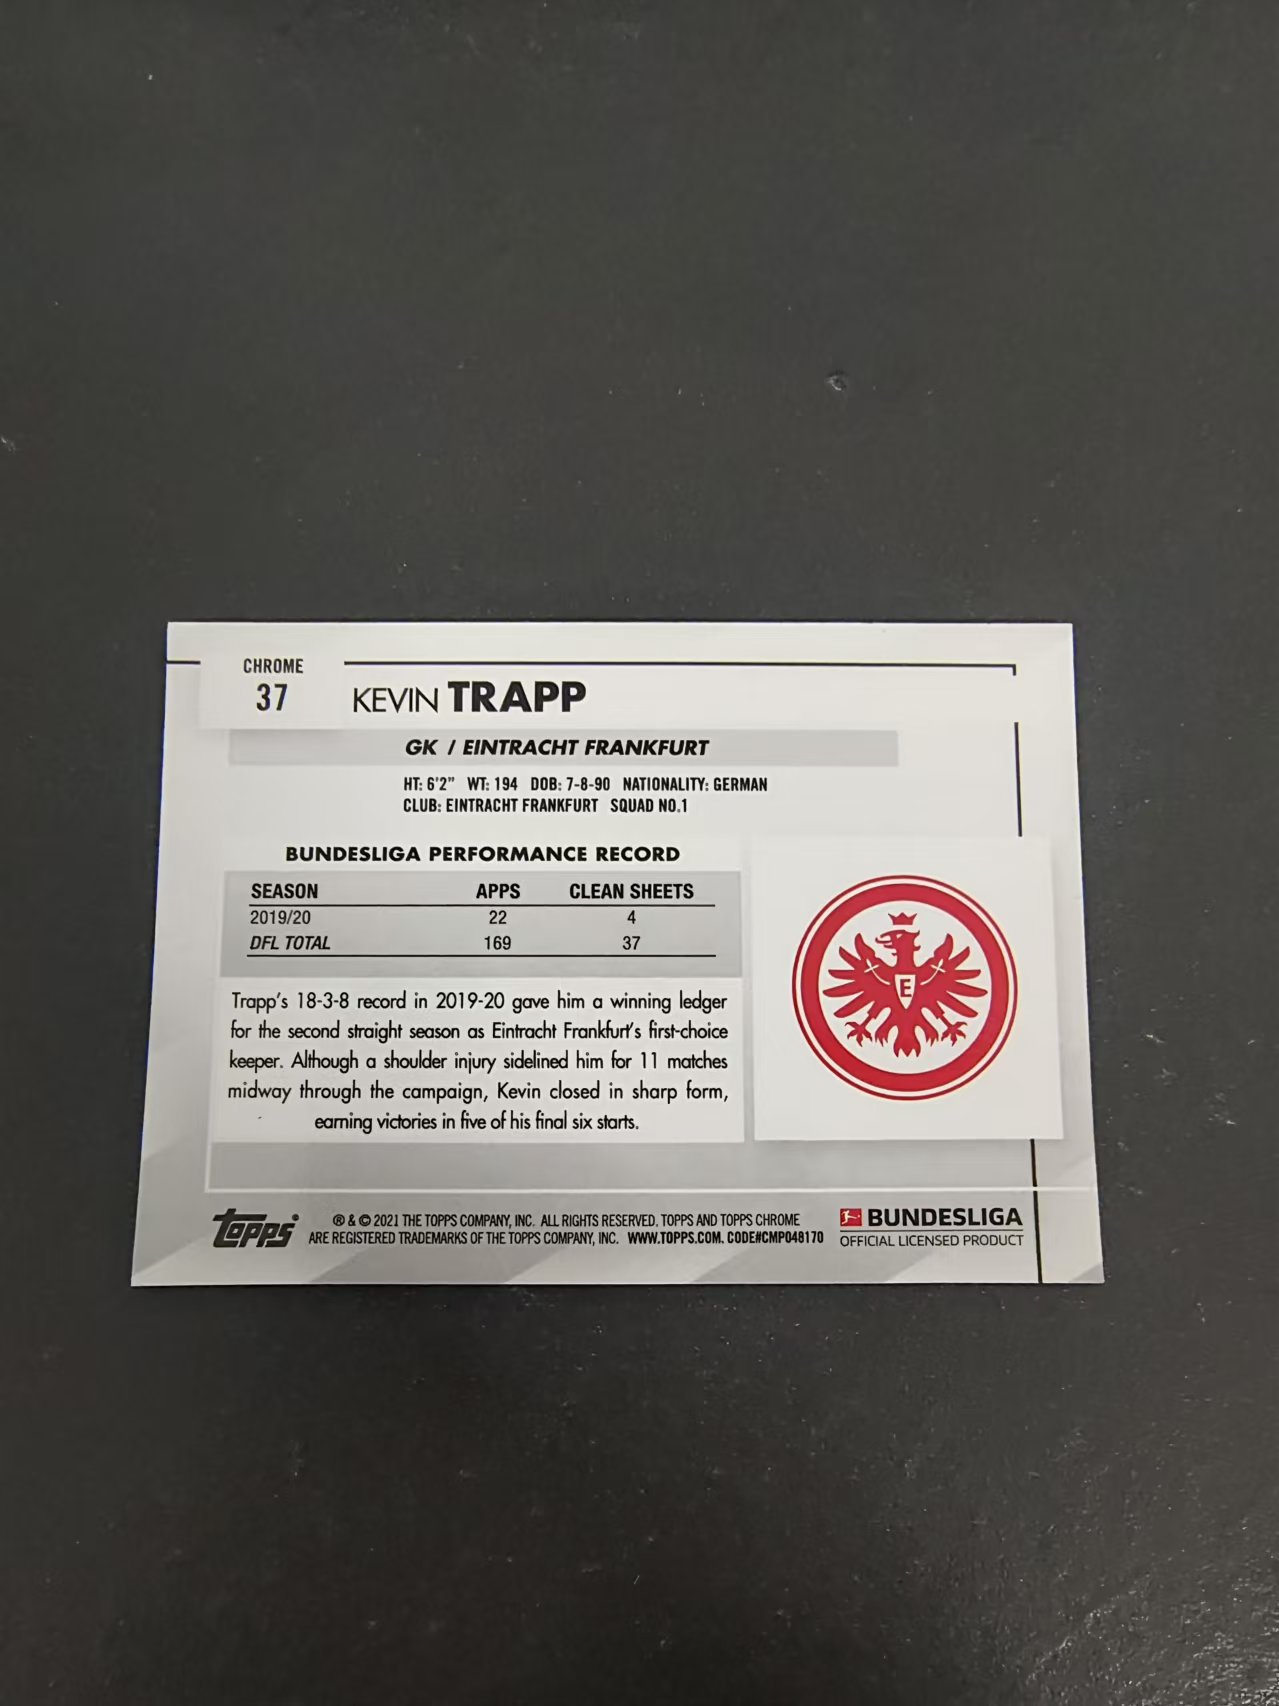 CHROME
37
KEVIN TRAPP
GK / EINTRACHT FRANKFURT
HT: 6'2" WT: 194 DOB: 7-8-90 NATIONALITY: GERMAN
CLUB: EINTRACHT FRANKFURT SQUAD NO.1
BUNDESLIGA PERFORMANCE RECORD
SEASON APPS CLEAN SHEETS
2019/20 22 4
DFL TOTAL 169 37
E
Trapp's 18-3-8 record in 2019-20 gave him a winning ledger
for the second straight season as Eintracht Frankfurt's first-choice
keeper. Although a shoulder injury sidelined him for 11 matches
midway through the campaign, Kevin closed in sharp form,
earning victories in five of his final six starts.
topps®
® & © 2021 THE TOPPS COMPANY, INC. ALL RIGHTS RESERVED. TOPPS AND TOPPS CHROME
ARE REGISTERED TRADEMARKS OF THE TOPPS COMPANY, INC. WWW.TOPPS.COM. CODE#CMP048170
BUNDESLIGA
OFFICIAL LICENSED PRODUCT